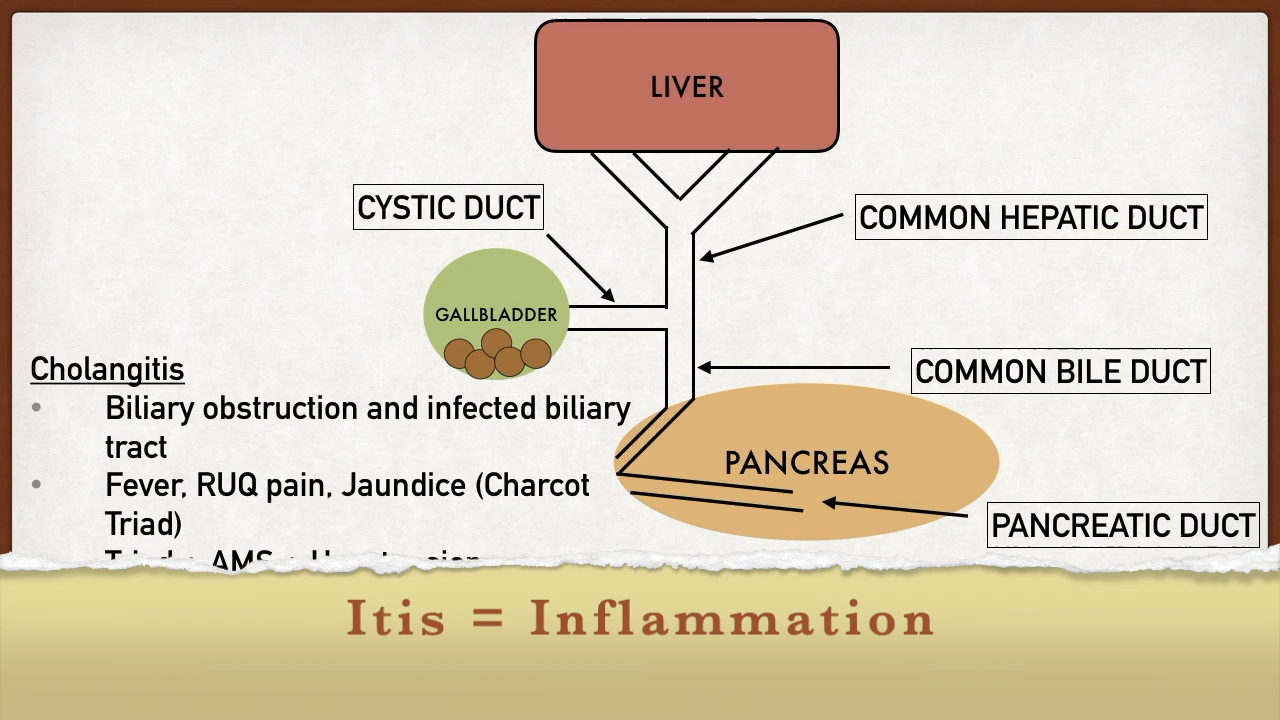 LIVER
CYSTIC DUCT
COMMON HEPATIC DUCT
GALLBLADDER
COMMON BILE DUCT
Cholangitis
• Biliary obstruction and infected biliary
tract
• Fever, RUQ pain, Jaundice (Charcot
Triad)
AMS
PANCREAS
PANCREATIC DUCT
Itis = Inflammation